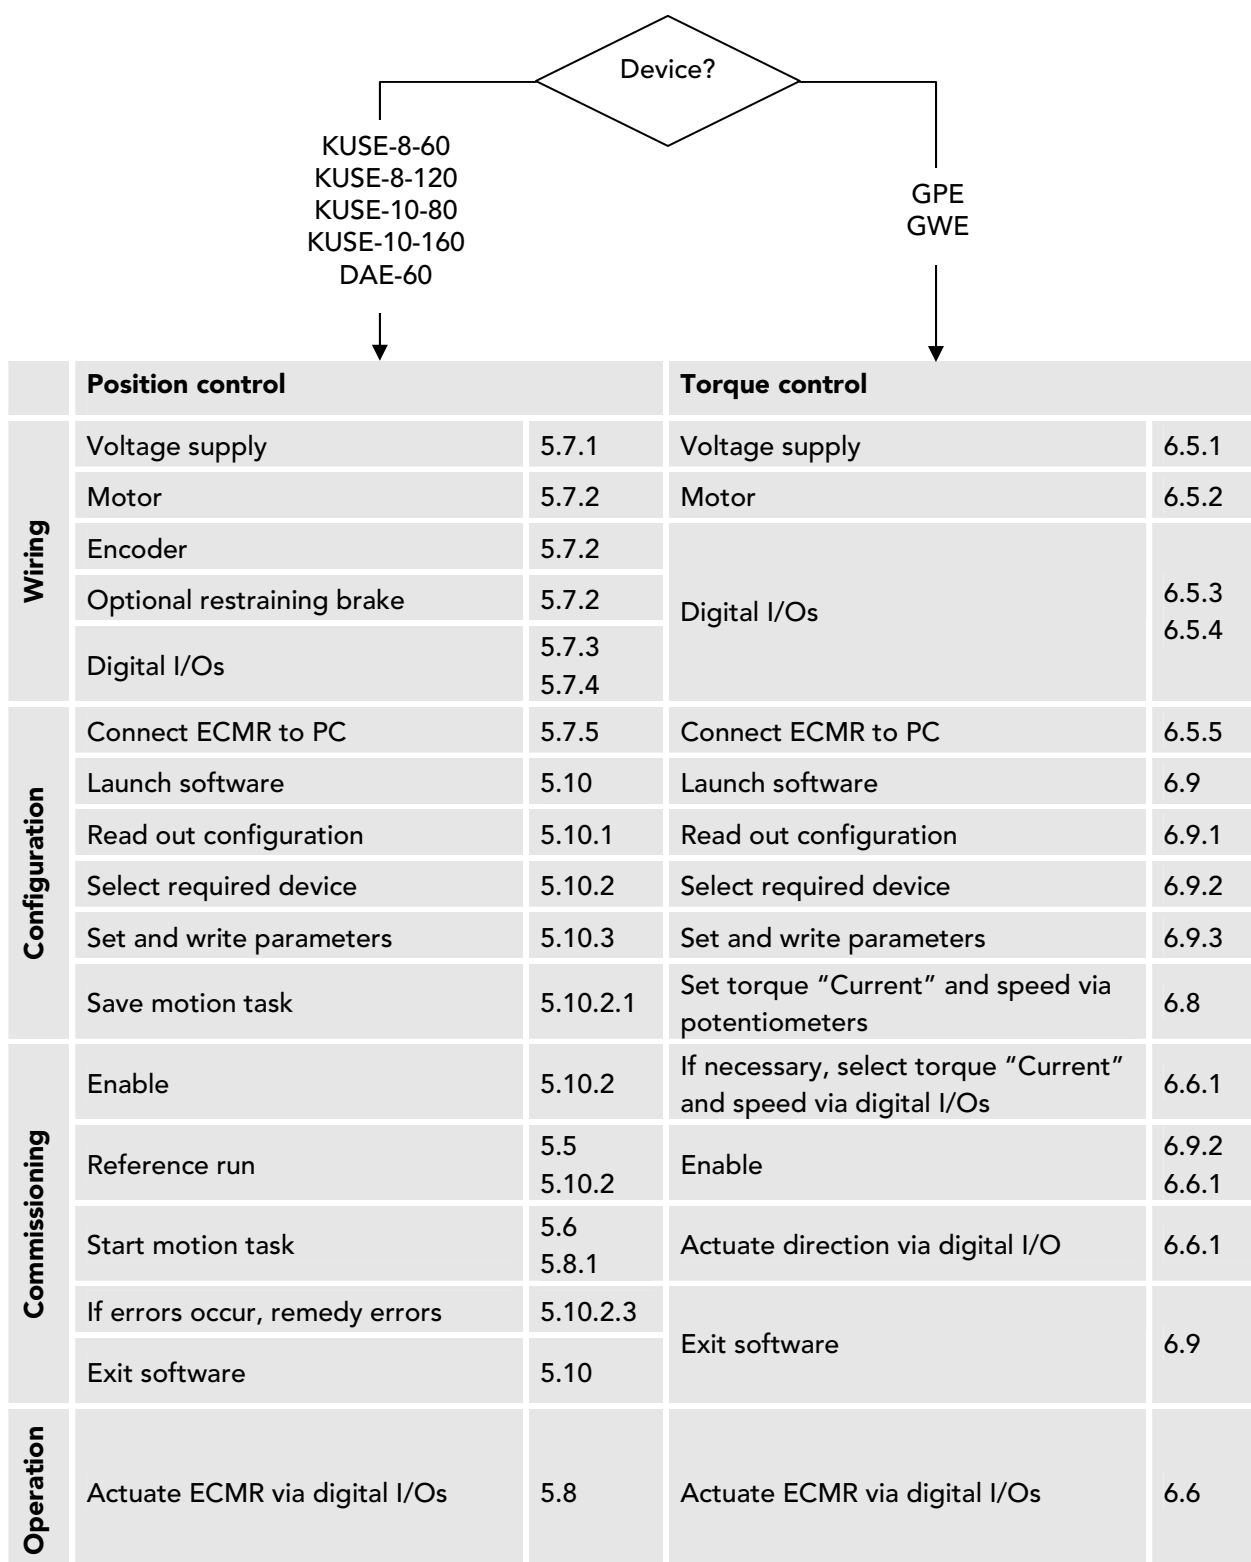 Device?
KUSE-8-60
KUSE-8-120
KUSE-10-80
KUSE-10-160
DAE-60
GPE
GWE
Position control
Torque control
Wiring
Voltage supply 5.7.1 Voltage supply 6.5.1
Motor 5.7.2 Motor 6.5.2
Encoder 5.7.2
Optional restraining brake 5.7.2
Digital I/Os 5.7.3
5.7.4
Digital I/Os 6.5.3
6.5.4
Configuration
Connect ECMR to PC 5.7.5 Connect ECMR to PC 6.5.5
Launch software 5.10 Launch software 6.9
Read out configuration 5.10.1 Read out configuration 6.9.1
Select required device 5.10.2 Select required device 6.9.2
Set and write parameters 5.10.3 Set and write parameters 6.9.3
Save motion task 5.10.2.1
Set torque “Current” and speed via
potentiometers 6.8
Commissioning
Enable 5.10.2
If necessary, select torque “Current”
and speed via digital I/Os 6.6.1
Reference run 5.5
5.10.2
Enable 6.9.2
6.6.1
Start motion task 5.6
5.8.1
Actuate direction via digital I/O 6.6.1
If errors occur, remedy errors 5.10.2.3
Exit software 5.10
Exit software 6.9
Operation
Actuate ECMR via digital I/Os 5.8 Actuate ECMR via digital I/Os 6.6